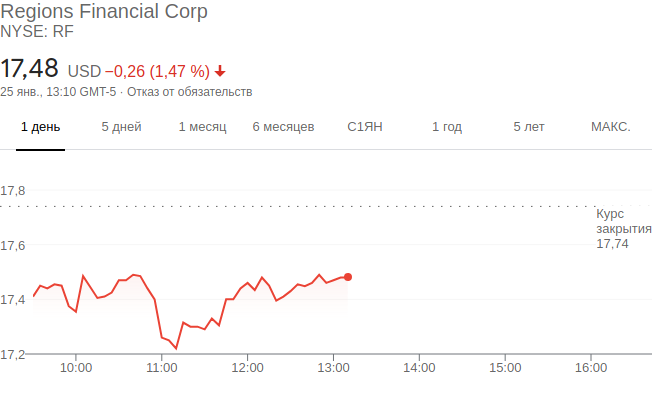 Regions Financial Corp
NYSE: RF
17,48 USD −0,26 (1,47 %)
25 янв., 13:10 GMT-5 · Отказ от обязательств
1 день 5 дней 1 месяц 6 месяцев С1ЯН 1 год 5 лет МАКС.
17,8
Курс
закрытия
17,74
17,6
17,4
17,2
10:00 11:00 12:00 13:00 14:00 15:00 16:00